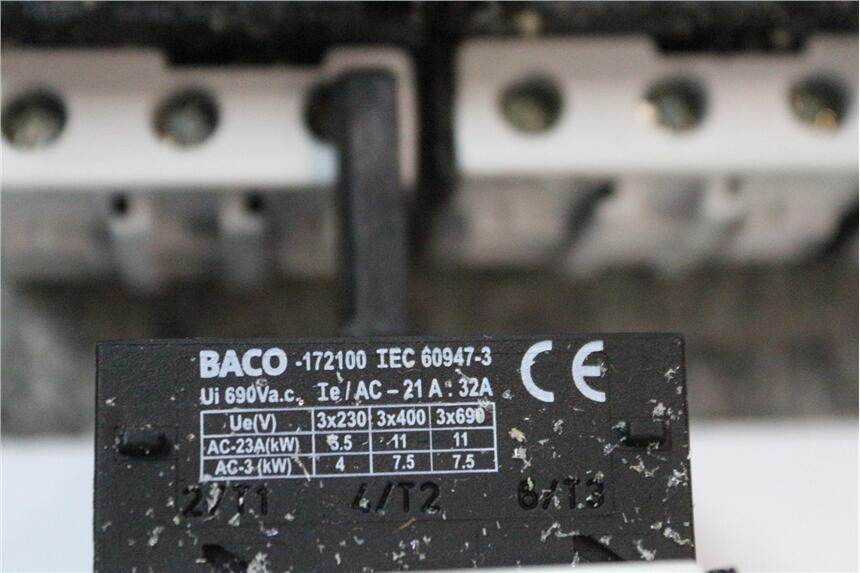 BACO -172100 IEC 60947-3 CE
Ui 690Va.c. Ie/AC-21A:32A
Ue(V) 3x230 3x400 3x690
AC-23A(kW) 5.5 11 11
AC-3 (kW) 4 7.5 7.5
2/T1 4/T2 6/T3